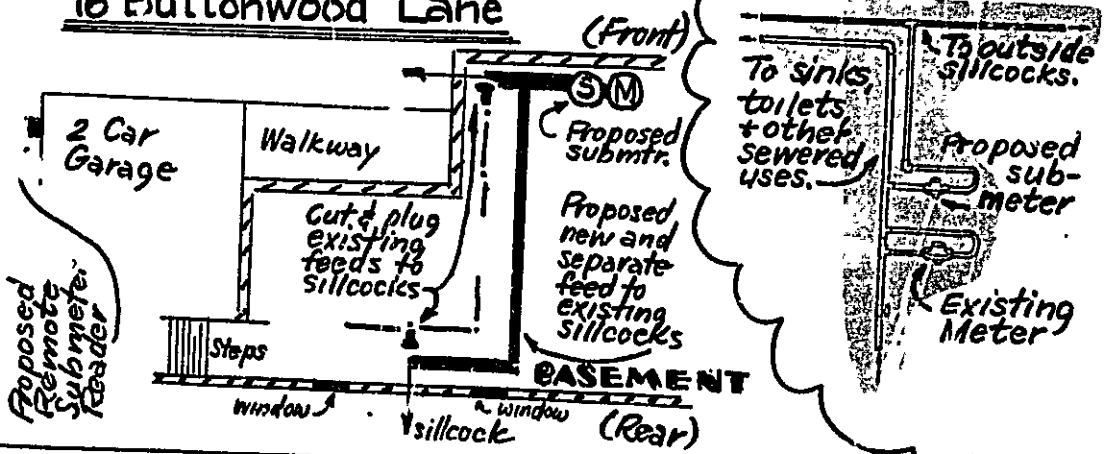 16 Buttonwood Lane
(Front)
2 Car
Garage
Walkway
S M
Proposed
submtr.
Cut & plug
existing
feeds to
sillcocks
Proposed
new and
separate
feed to
existing
sillcocks
Proposed
Remote
Submeter
Reader
Steps
BASEMENT
window
window
sillcock
(Rear)
To outside
sillcocks.
To sinks,
toilets
+ other
sewered
uses.
Proposed
sub-
meter
Existing
Meter